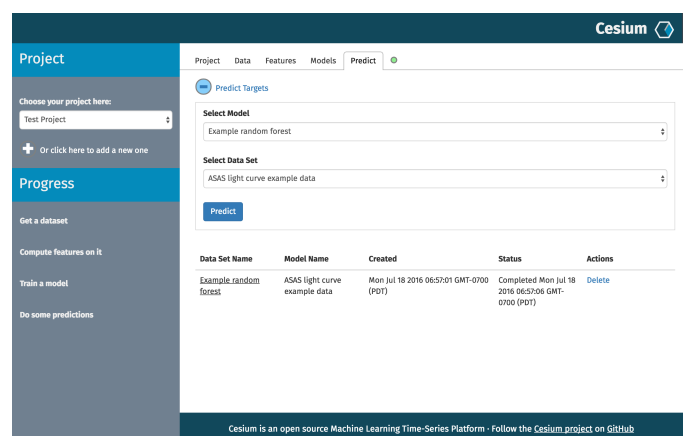 Cesium
Project
Choose your project here:
Test Project
Or click here to add a new one
Progress
Get a dataset
Compute features on it
Train a model
Do some predictions
Project Data Features Models Predict
Predict Targets
Select Model
Example random forest
Select Data Set
ASAS light curve example data
Predict
Data Set Name Model Name Created Status Actions
Example random ASAS light curve Mon Jul 18 2016 06:57:01 GMT-0700 Completed Mon Jul 18 Delete
forest example data (PDT) 2016 06:57:06 GMT-
0700 (PDT)
Cesium is an open source Machine Learning Time-Series Platform · Follow the Cesium project on GitHub